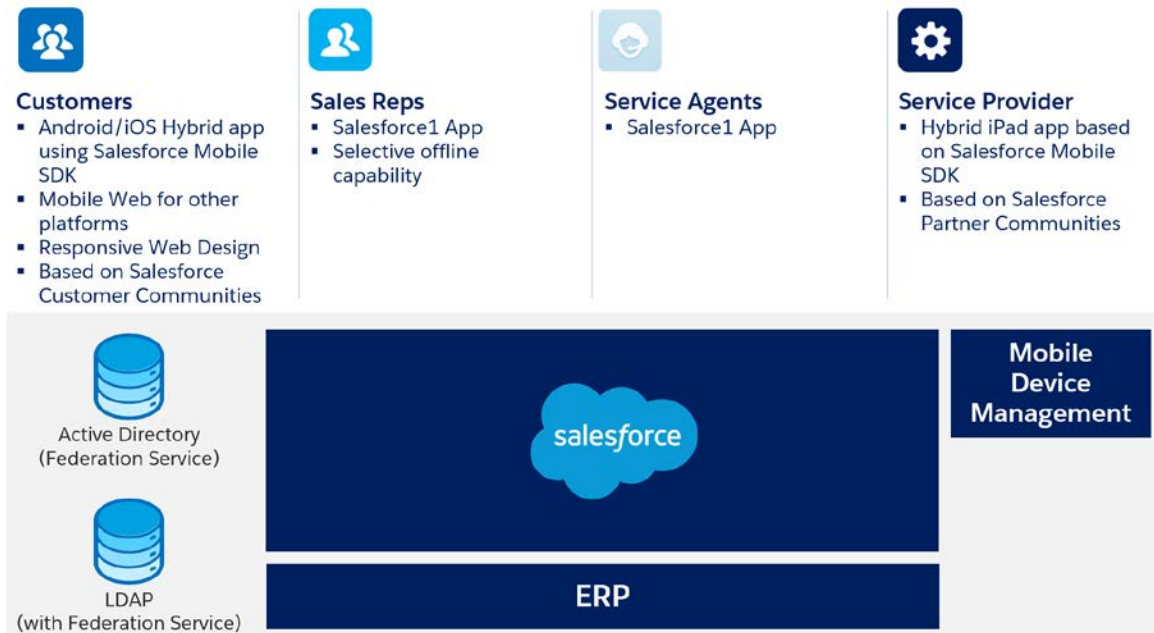 Customers
▪ Android/iOS Hybrid app
using Salesforce Mobile
SDK
▪ Mobile Web for other
platforms
▪ Responsive Web Design
▪ Based on Salesforce
Customer Communities
Sales Reps
▪ Salesforce1 App
▪ Selective offline
capability
Service Agents
▪ Salesforce1 App
Service Provider
▪ Hybrid iPad app based
on Salesforce Mobile
SDK
▪ Based on Salesforce
Partner Communities
Active Directory
(Federation Service)
LDAP
(with Federation Service)
salesforce
ERP
Mobile
Device
Management